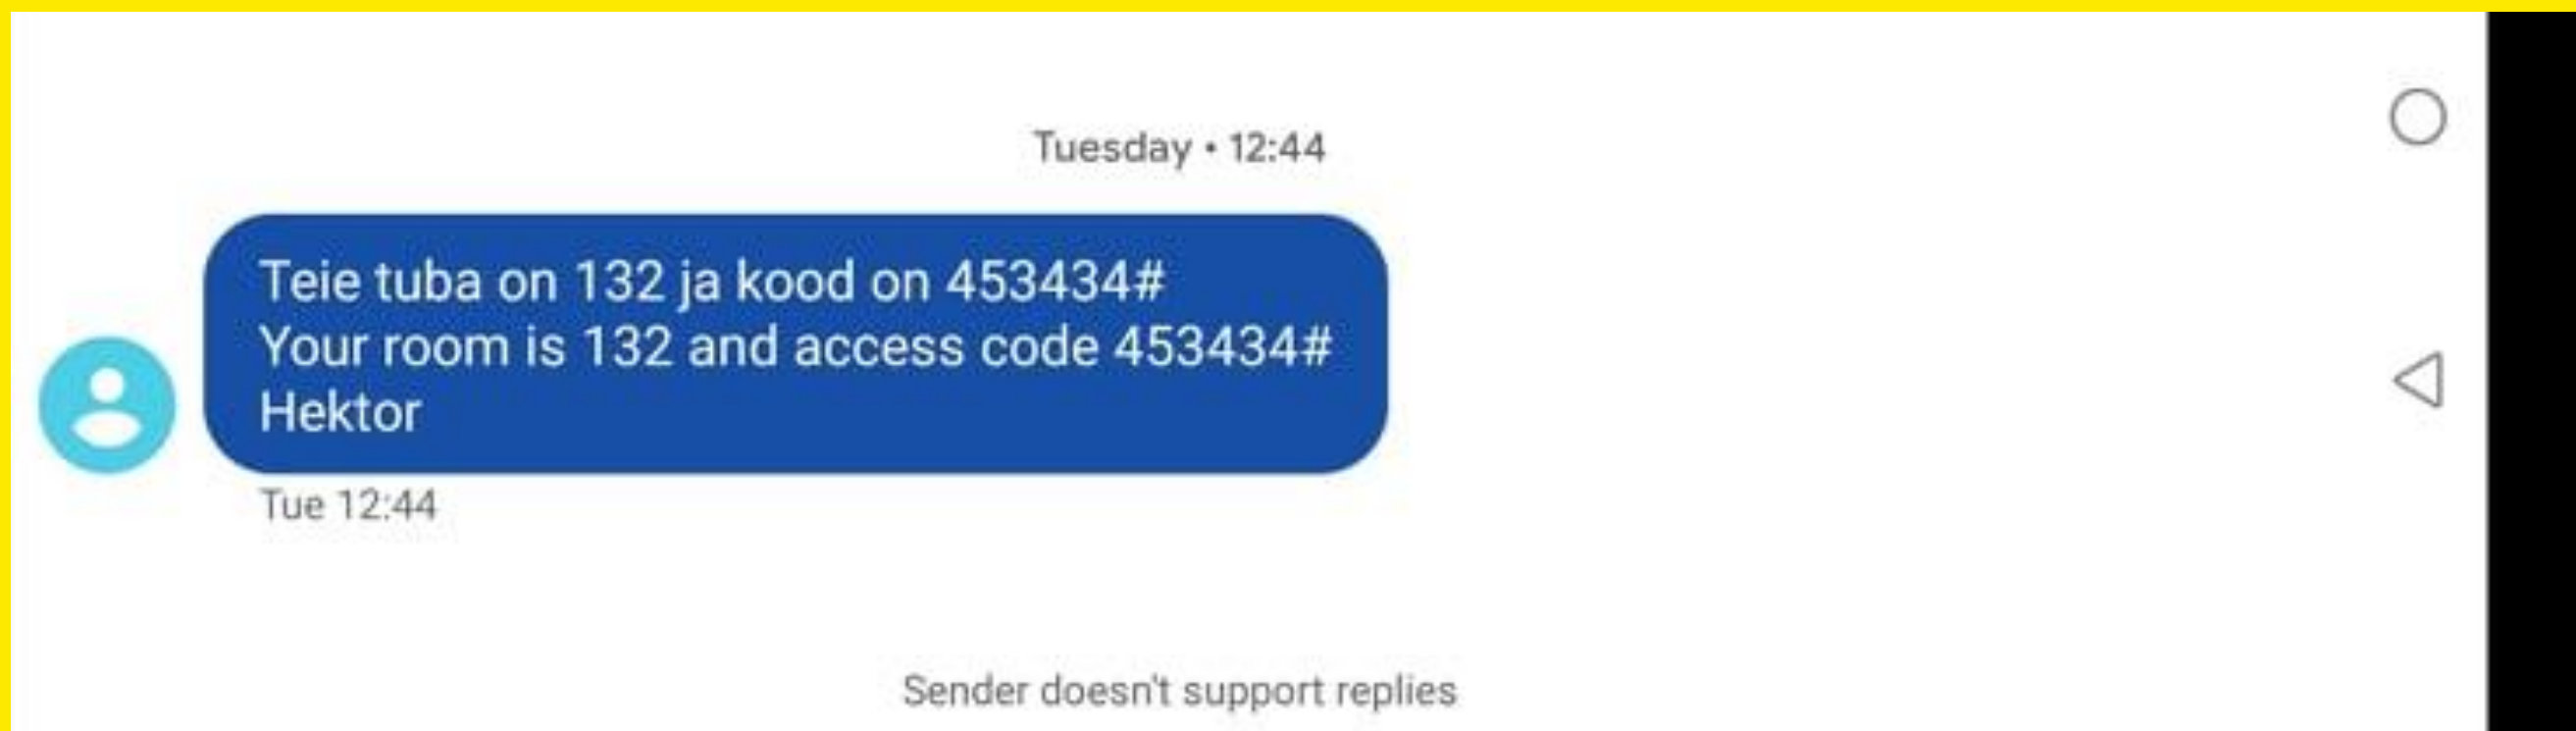 Tuesday • 12:44
Teie tuba on 132 ja kood on 453434#
Your room is 132 and access code 453434#
Hektor
Tue 12:44
Sender doesn't support replies